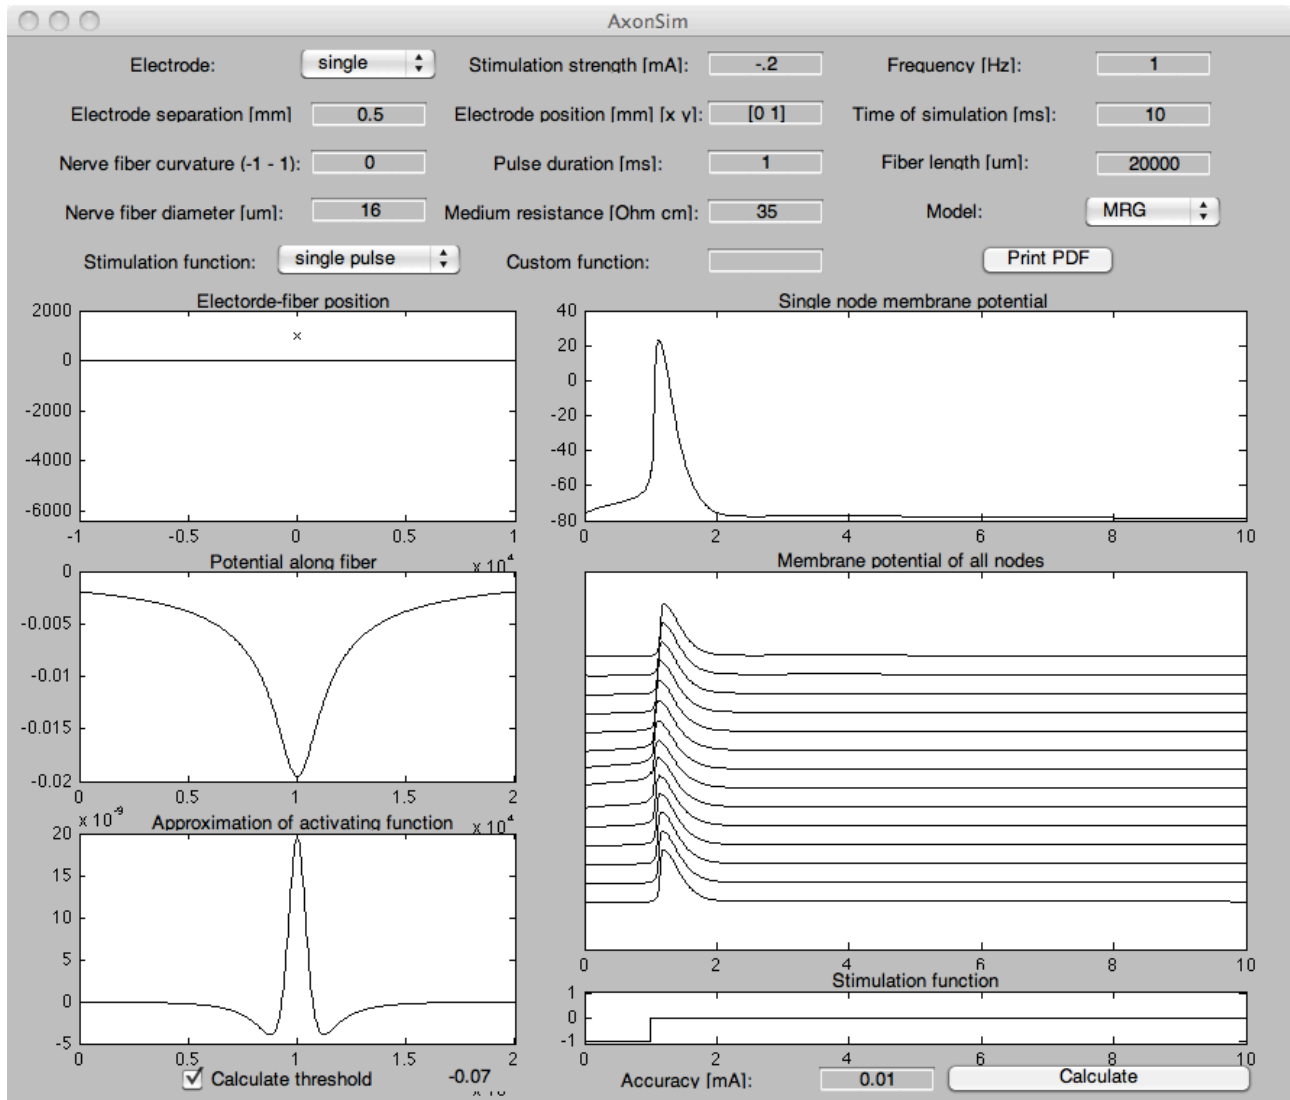 AxonSim
Electrode: single Stimulation strength [mA]: -.2 Frequency [Hz]: 1
Electrode separation [mm] 0.5 Electrode position [mm] [x y]: [0 1] Time of simulation [ms]: 10
Nerve fiber curvature (-1 - 1): 0 Pulse duration [ms]: 1 Fiber length [um]: 20000
Nerve fiber diameter [um]: 16 Medium resistance [Ohm cm]: 35 Model: MRG
Stimulation function: single pulse Custom function: Print PDF
Electorde-fiber position
2000
0
-2000
-4000
-6000
-1 -0.5 0 0.5 1
x 10^4
Single node membrane potential
40
20
0
-20
-40
-60
-80
0 2 4 6 8 10
Potential along fiber
0
-0.005
-0.01
-0.015
-0.02
0 0.5 1 1.5 2
x 10^4
Membrane potential of all nodes
0 2 4 6 8 10
x 10^-9
Approximation of activating function
20
15
10
5
0
-5
0 0.5 1 1.5 2
Stimulation function
1
0
-1
0 2 4 6 8 10
Calculate threshold -0.07 Accuracy [mA]: 0.01 Calculate